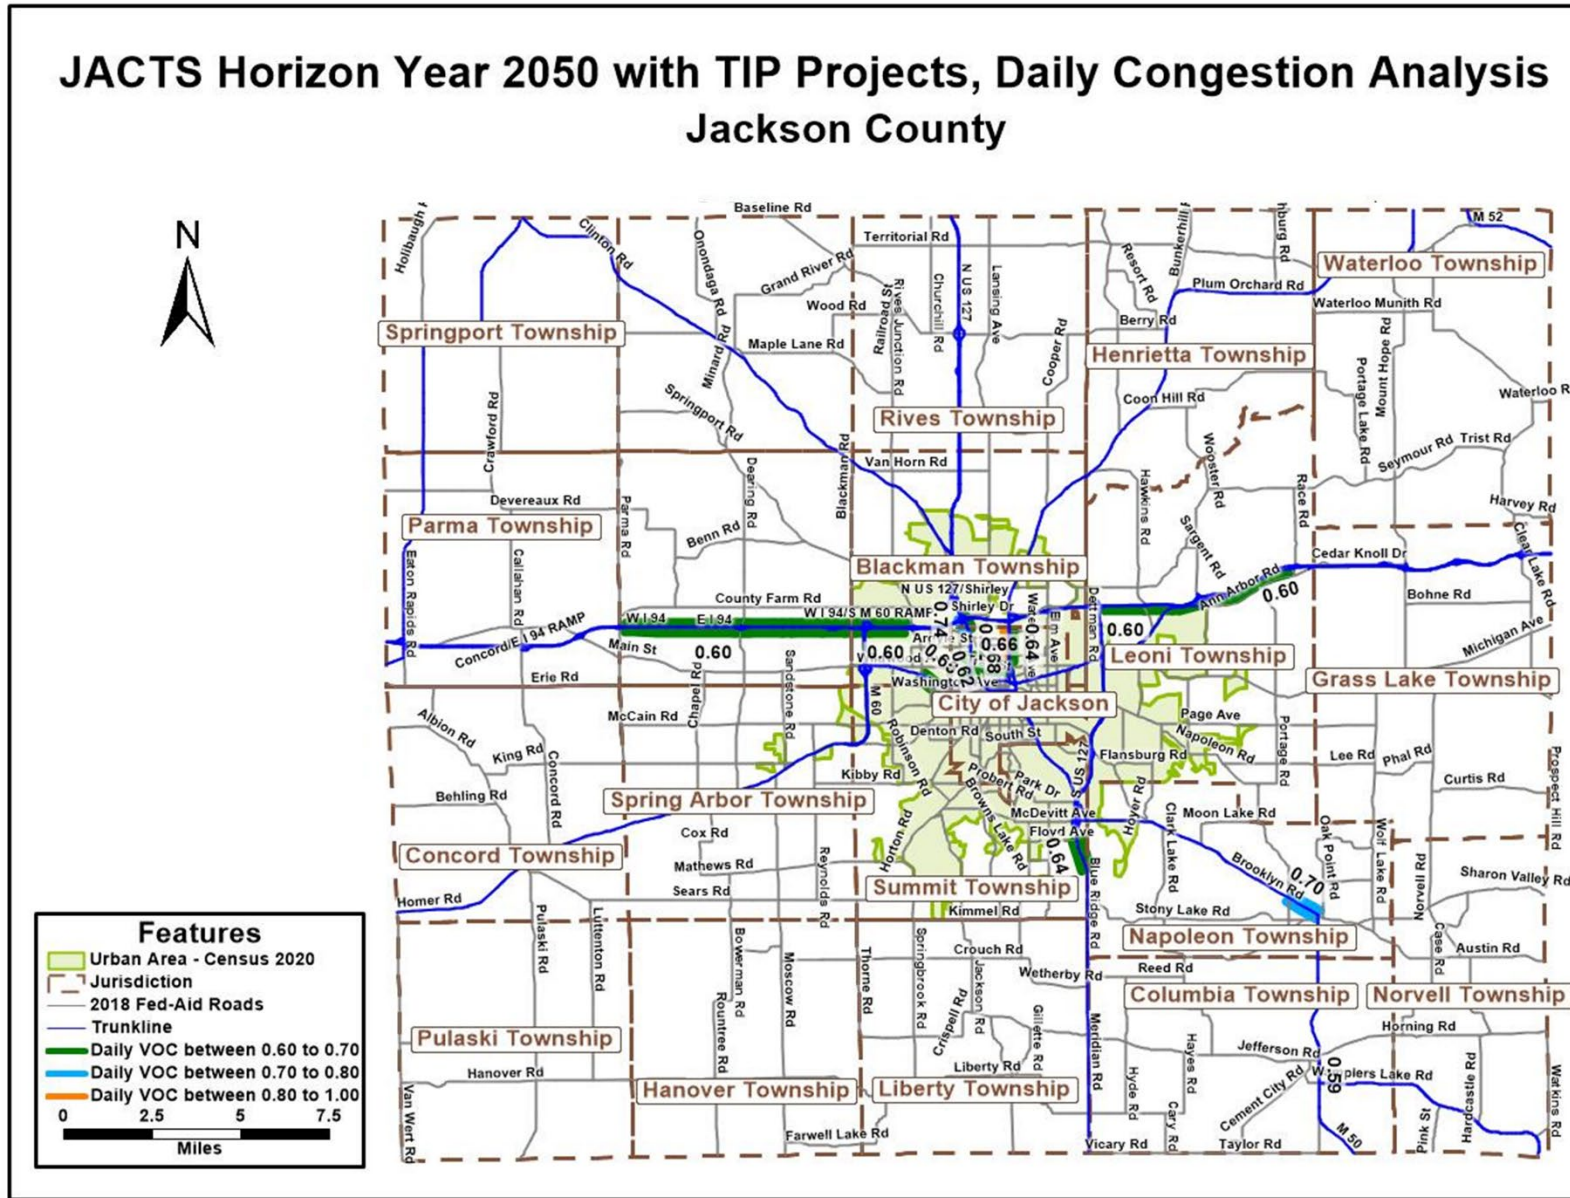 JACTS Horizon Year 2050 with TIP Projects, Daily Congestion Analysis
Jackson County
N
Baseline Rd
Territorial Rd
M 52
Clinton Rd
Onondaga Rd
Grand River Rd
N US 127
Lansing Ave
Churchill Rd
Resort Rd
Waterloo Township
Plum Orchard Rd
Wood Rd
Rives Junction Rd
Waterloo Munith Rd
Springport Township
Berry Rd
Maple Lane Rd
Minard Rd
Cooper Rd
Henrietta Township
Mount Hope Rd
Portage Lake Rd
Crawford Rd
Springport Rd
Rives Township
Coon Hill Rd
Seymour Rd
Trist Rd
Blackman Rd
Van Horn Rd
Wooster Rd
Dearing Rd
Hawkins Rd
Race Rd
Devereaux Rd
Harvey Rd
Parma Township
Parma Rd
Benn Rd
Sargent Rd
Clear Lake Rd
Cedar Knoll Dr
Eaton Rapids Rd
Callahan Rd
Blackman Township
Ann Arbor Rd
N US 127/Shirley
0.60
Bohne Rd
County Farm Rd
Dettman Rd
W I 94
E I 94
W I 94/S M 60 RAMP
Shirley Dr
0.74
Elm Ave
0.60
Michigan Ave
Concord/E I 94 RAMP
Main St
0.60
0.60
0.66
0.64
0.68
0.62
Leoni Township
Erie Rd
Chapel Rd
Sandstone Rd
Washington Ave
Grass Lake Township
M 60
City of Jackson
Albion Rd
McCain Rd
Page Ave
Portage Rd
King Rd
Concord Rd
Robinson Rd
Denton Rd
South St
Napoleon Rd
Flansburg Rd
Lee Rd
Phal Rd
S US 127
Kibby Rd
Probert Rd
Park Dr
Curtis Rd
Prospect Hill Rd
Behling Rd
Spring Arbor Township
Browns Lake Rd
Hoyer Rd
McDevitt Ave
Moon Lake Rd
Horton Rd
Cox Rd
Floyd Ave
Clark Lake Rd
Oak Point Rd
Wolf Lake Rd
Concord Township
Mathews Rd
Reynolds Rd
0.64
Brooklyn Rd
0.70
Norvell Rd
Sharon Valley Rd
Summit Township
Sears Rd
Blue Ridge Rd
Homer Rd
Kimmel Rd
Stony Lake Rd
Pulaski Rd
Luttenton Rd
Bowerman Rd
Case Rd
Napoleon Township
Austin Rd
Thorne Rd
Springbrook Rd
Crouch Rd
Moscow Rd
Jackson Rd
Wetherby Rd
Reed Rd
Columbia Township
Norvell Township
Rountree Rd
Crispell Rd
Gillette Rd
Meridian Rd
Horning Rd
Pulaski Township
Hayes Rd
Jefferson Rd
Hanover Rd
Liberty Rd
Hyde Rd
0.59
Hanover Township
Liberty Township
Cement City Rd
Hardcastle Rd
Watkins Rd
Van Wert Rd
Cary Rd
Pink St
Farwell Lake Rd
Vicary Rd
Taylor Rd
M 50
Features
Urban Area - Census 2020
Jurisdiction
2018 Fed-Aid Roads
Trunkline
Daily VOC between 0.60 to 0.70
Daily VOC between 0.70 to 0.80
Daily VOC between 0.80 to 1.00
0 2.5 5 7.5
Miles